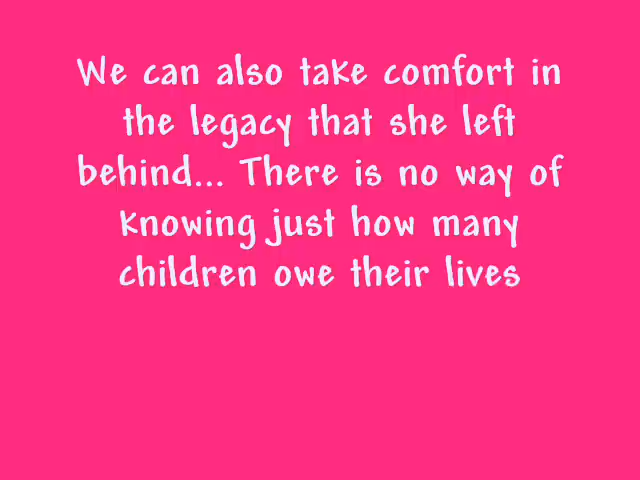 We can also take comfort in
the legacy that she left
behind... There is no way of
knowing just how many
children owe their lives